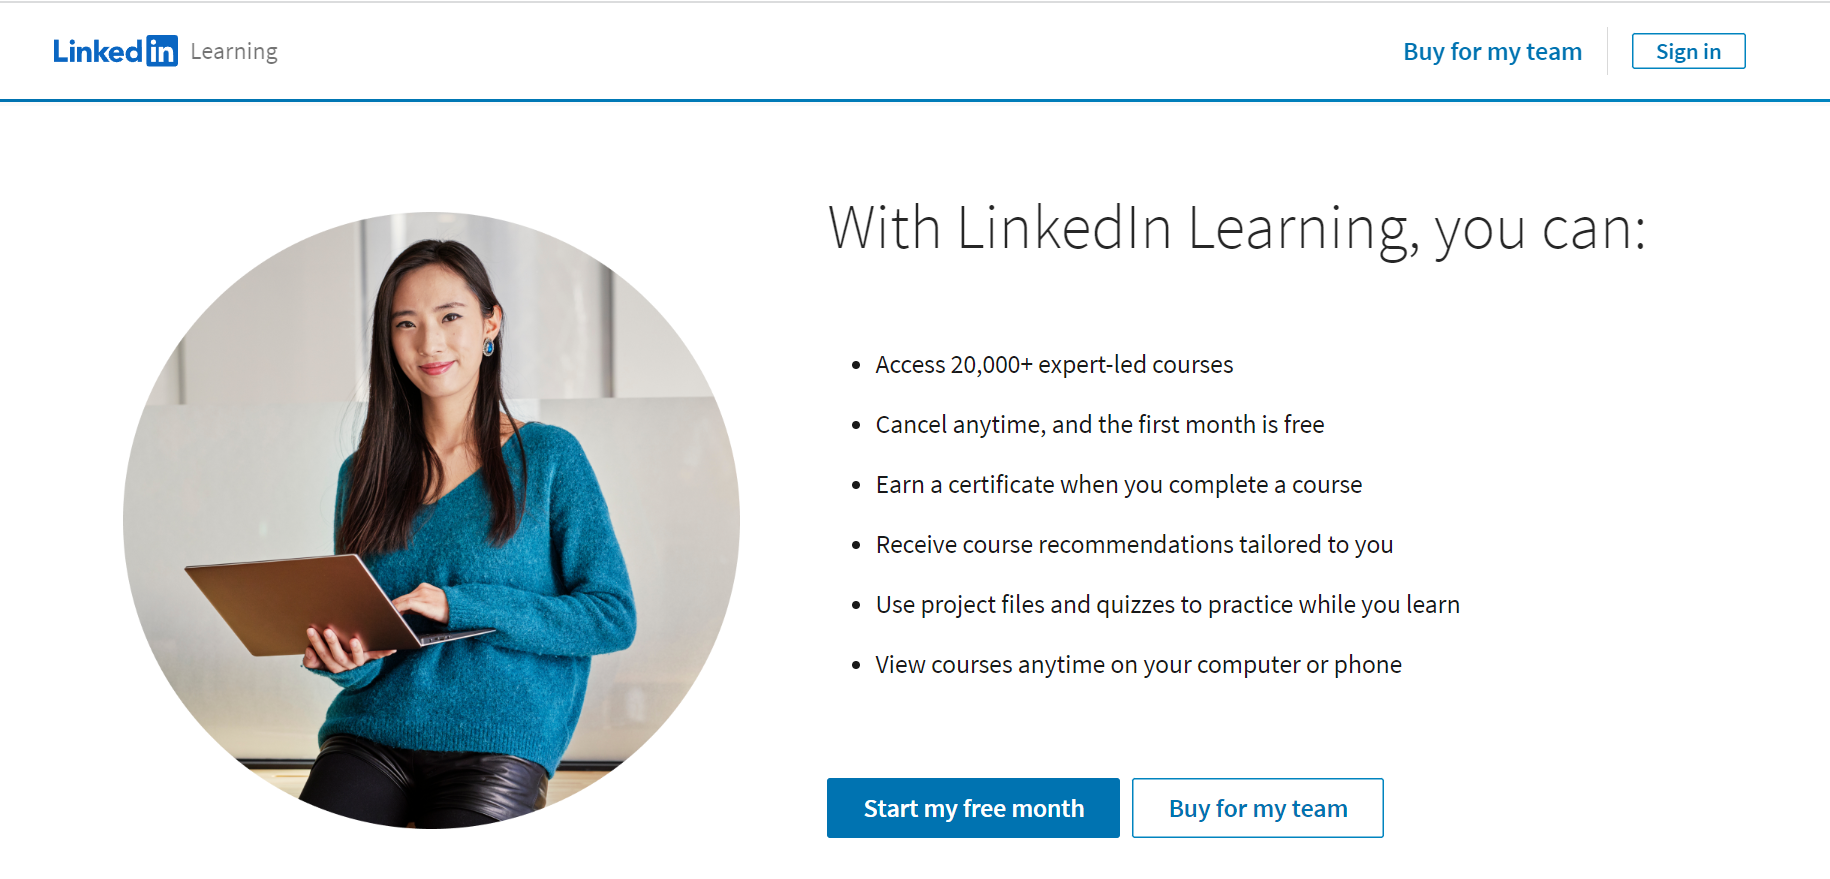 Linked in Learning
Buy for my team
Sign in
With LinkedIn Learning, you can:
• Access 20,000+ expert-led courses
• Cancel anytime, and the first month is free
• Earn a certificate when you complete a course
• Receive course recommendations tailored to you
• Use project files and quizzes to practice while you learn
• View courses anytime on your computer or phone
Start my free month
Buy for my team